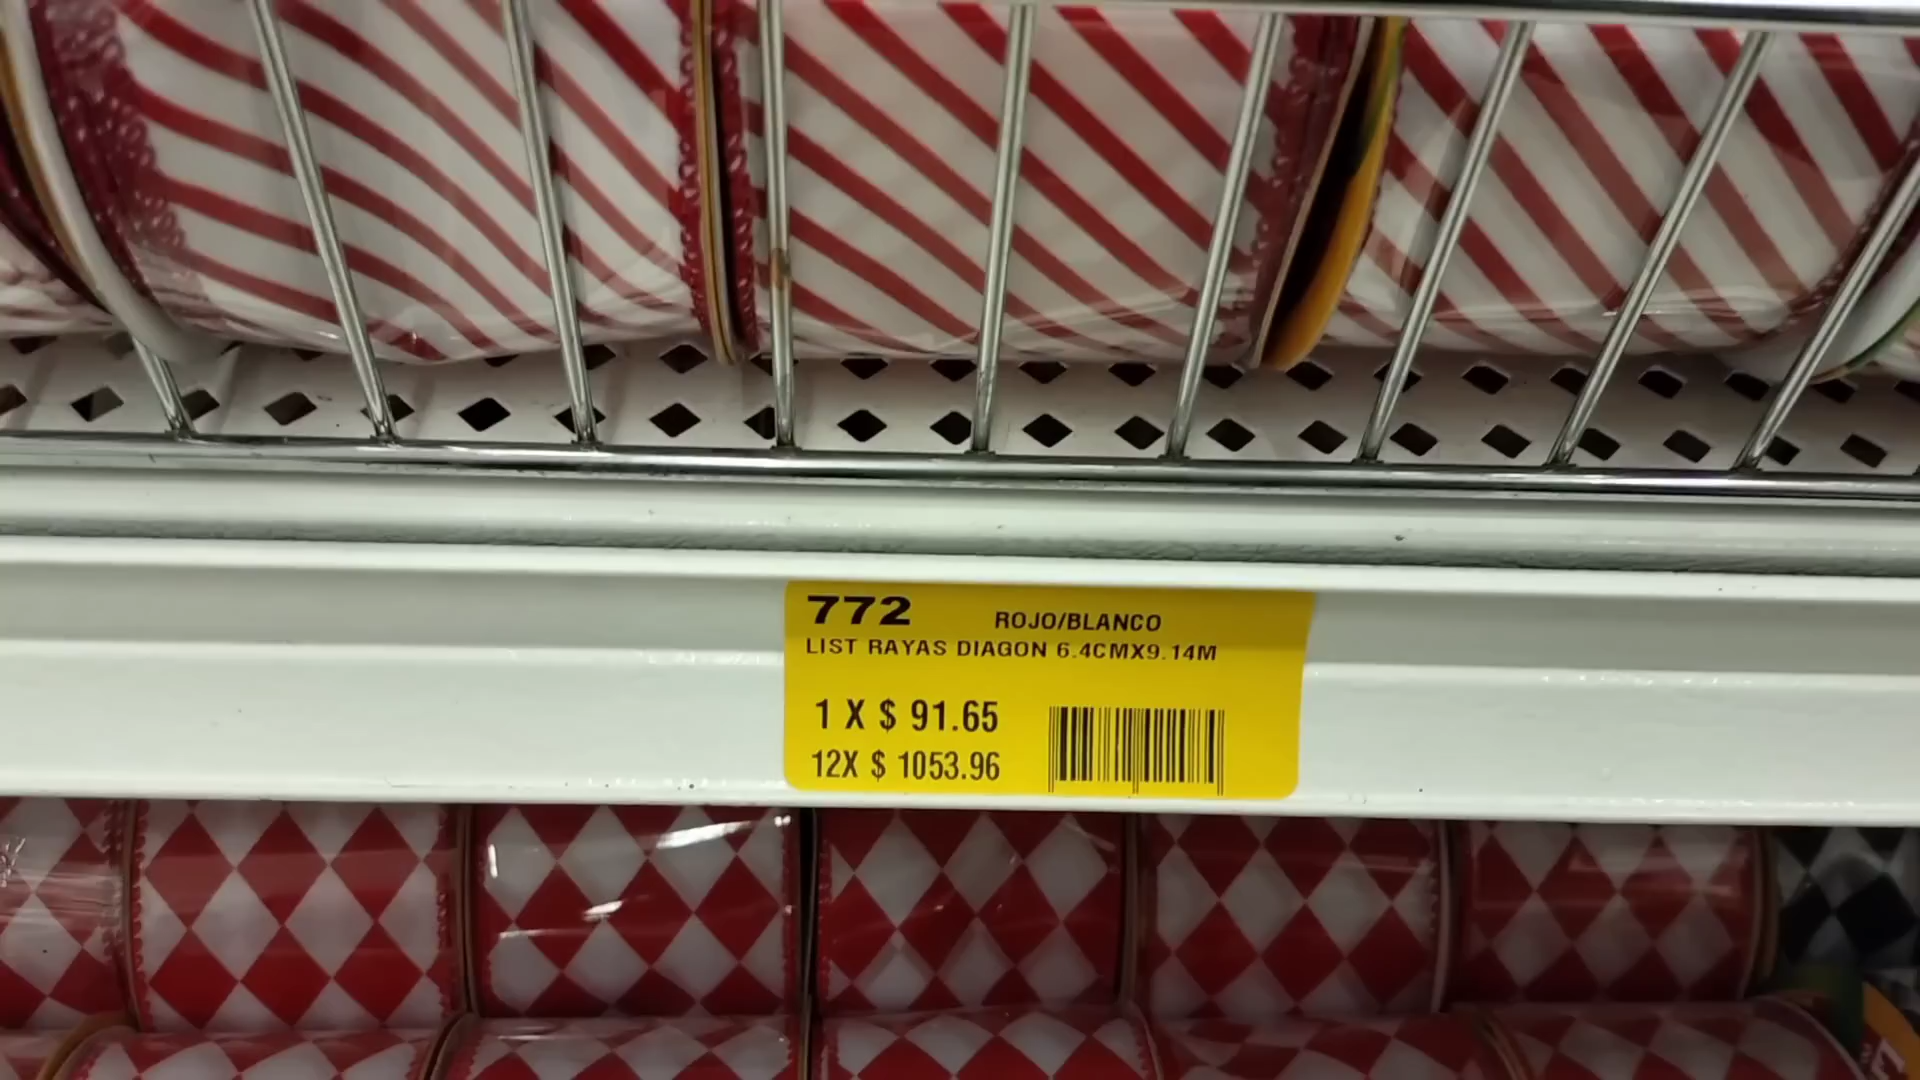 772 ROJO/BLANCO
LIST RAYAS DIAGON 6.4CMX9.14M
1 X $ 91.65
12X $ 1053.96